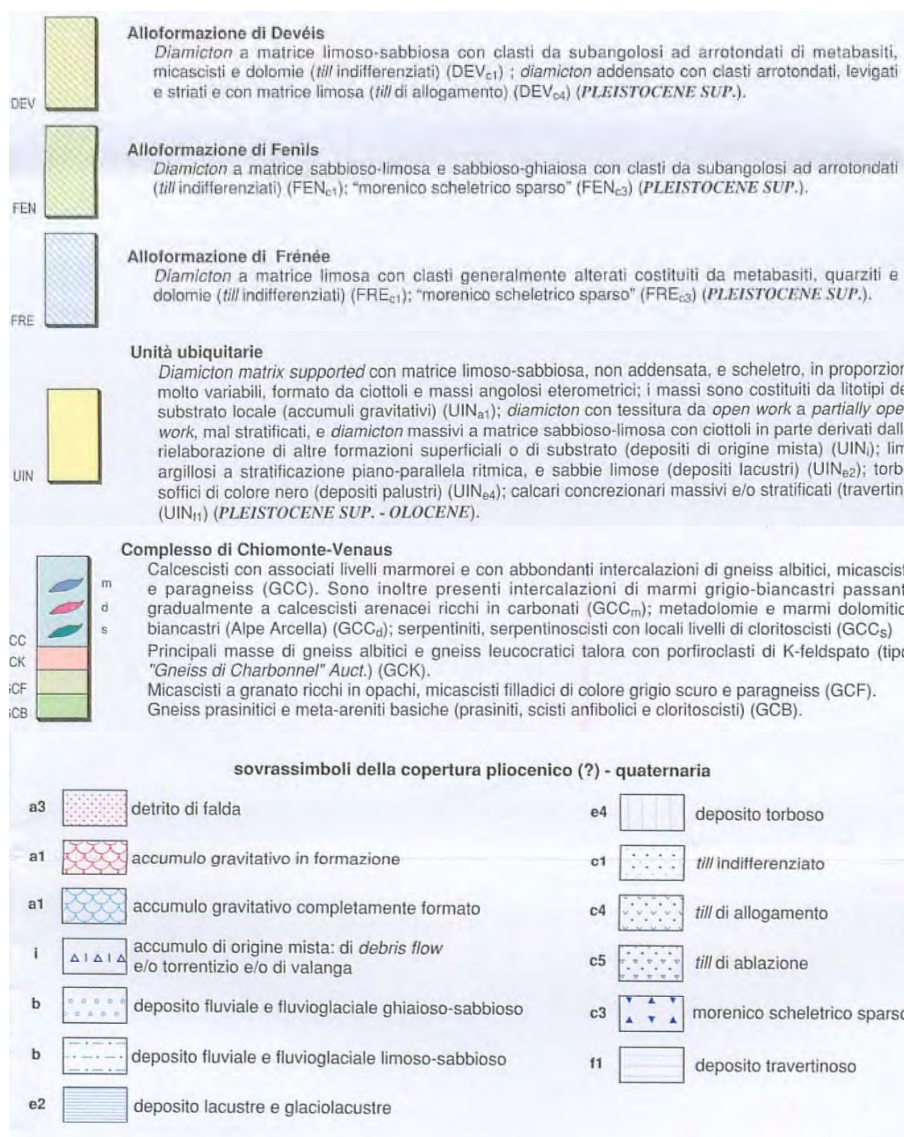 Alloformazione di Devéis
Diamicton a matrice limoso-sabbiosa con clasti da subangolosi ad arrotondati di metabasiti,
micascisti e dolomie (till indifferenziati) (DEVc1) ; diamicton addensato con clasti arrotondati, levigati
e striati e con matrice limosa (till di allogamento) (DEVc4) (PLEISTOCENE SUP.).
DEV
Alloformazione di Fenils
Diamicton a matrice sabbioso-limosa e sabbioso-ghiaiosa con clasti da subangolosi ad arrotondati
(till indifferenziati) (FENc1); "morenico scheletrico sparso" (FENc3) (PLEISTOCENE SUP.).
FEN
Alloformazione di Frénée
Diamicton a matrice limosa con clasti generalmente alterati costituiti da metabasiti, quarziti e
dolomie (till indifferenziati) (FREc1); "morenico scheletrico sparso" (FREc3) (PLEISTOCENE SUP.).
FRE
Unità ubiquitarie
Diamicton matrix supported con matrice limoso-sabbiosa, non addensata, e scheletro, in proporzion
molto variabili, formato da ciottoli e massi angolosi eterometrici; i massi sono costituiti da litotipi de
substrato locale (accumuli gravitativi) (UINa1); diamicton con tessitura da open work a partially ope
work, mal stratificati, e diamicton massivi a matrice sabbioso-limosa con ciottoli in parte derivati dall
rielaborazione di altre formazioni superficiali o di substrato (depositi di origine mista) (UINi); lim
argillosi a stratificazione piano-parallela ritmica, e sabbie limose (depositi lacustri) (UINe2); torb
soffici di colore nero (depositi palustri) (UINe4); calcari concrezionari massivi e/o stratificati (travertin
(UINf1) (PLEISTOCENE SUP. - OLOCENE).
UIN
Complesso di Chiomonte-Venaus
Calcescisti con associati livelli marmorei e con abbondanti intercalazioni di gneiss albitici, micascist
e paragneiss (GCC). Sono inoltre presenti intercalazioni di marmi grigio-biancastri passant
gradualmente a calcescisti arenacei ricchi in carbonati (GCCm); metadolomie e marmi dolomitic
biancastri (Alpe Arcella) (GCCd); serpentiniti, serpentinoscisti con locali livelli di cloritoscisti (GCCs)
Principali masse di gneiss albitici e gneiss leucocratici talora con porfiroclasti di K-feldspato (tipo
"Gneiss di Charbonnel" Auct.) (GCK).
Micascisti a granato ricchi in opachi, micascisti filladici di colore grigio scuro e paragneiss (GCF).
Gneiss prasinitici e meta-areniti basiche (prasiniti, scisti anfibolici e cloritoscisti) (GCB).
m
d
s
CC
CK
CF
GCB
sovrassimboli della copertura pliocenico (?) - quaternaria
a3 detrito di falda
a1 accumulo gravitativo in formazione
a1 accumulo gravitativo completamente formato
i accumulo di origine mista: di debris flow
e/o torrentizio e/o di valanga
b deposito fluviale e fluvioglaciale ghiaioso-sabbioso
b deposito fluviale e fluvioglaciale limoso-sabbioso
e2 deposito lacustre e glaciolacustre
e4 deposito torboso
c1 till indifferenziato
c4 till di allogamento
c5 till di ablazione
c3 morenico scheletrico sparso
f1 deposito travertinoso